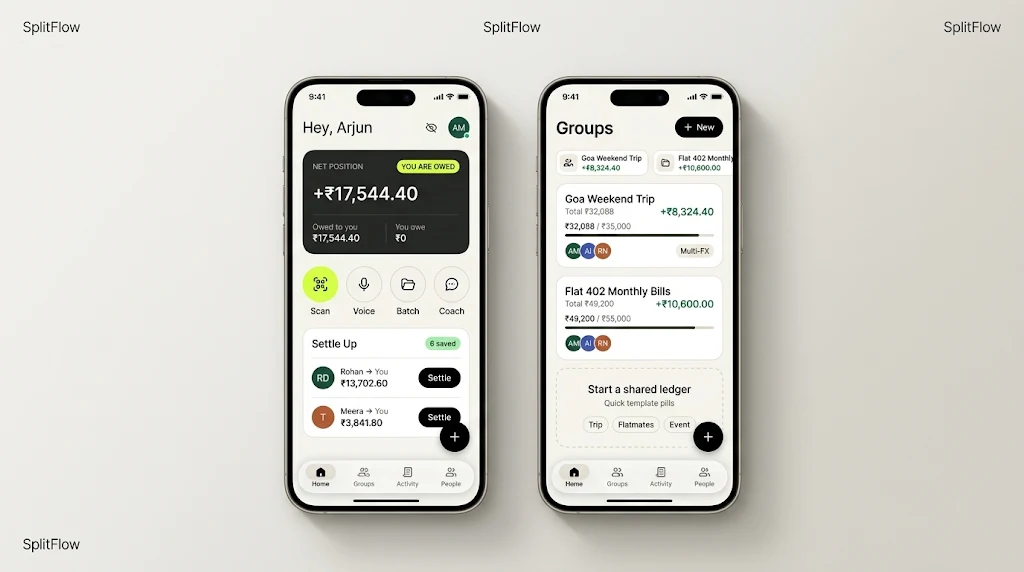 SplitFlow
SplitFlow
SplitFlow
9:41
Hey, Arjun
AM
NET POSITION
YOU ARE OWED
+₹17,544.40
Owed to you
You owe
₹17,544.40
₹0
Scan
Voice
Batch
Coach
Settle Up
6 saved
RD
Rohan → You
₹13,702.60
Settle
T
Meera → You
₹3,841.80
Settle
+
Home
Groups
Activity
People
9:41
Groups
+ New
Goa Weekend Trip
+₹8,324.40
Flat 402 Monthly
+₹10,600.00
Goa Weekend Trip
Total ₹32,088
+₹8,324.40
₹32,088 / ₹35,000
AM
AI
RN
Multi-FX
Flat 402 Monthly Bills
Total ₹49,200
+₹10,600.00
₹49,200 / ₹55,000
AM
AI
RN
Start a shared ledger
Quick template pills
Trip
Flatmates
Event
+
Home
Groups
Activity
People
SplitFlow